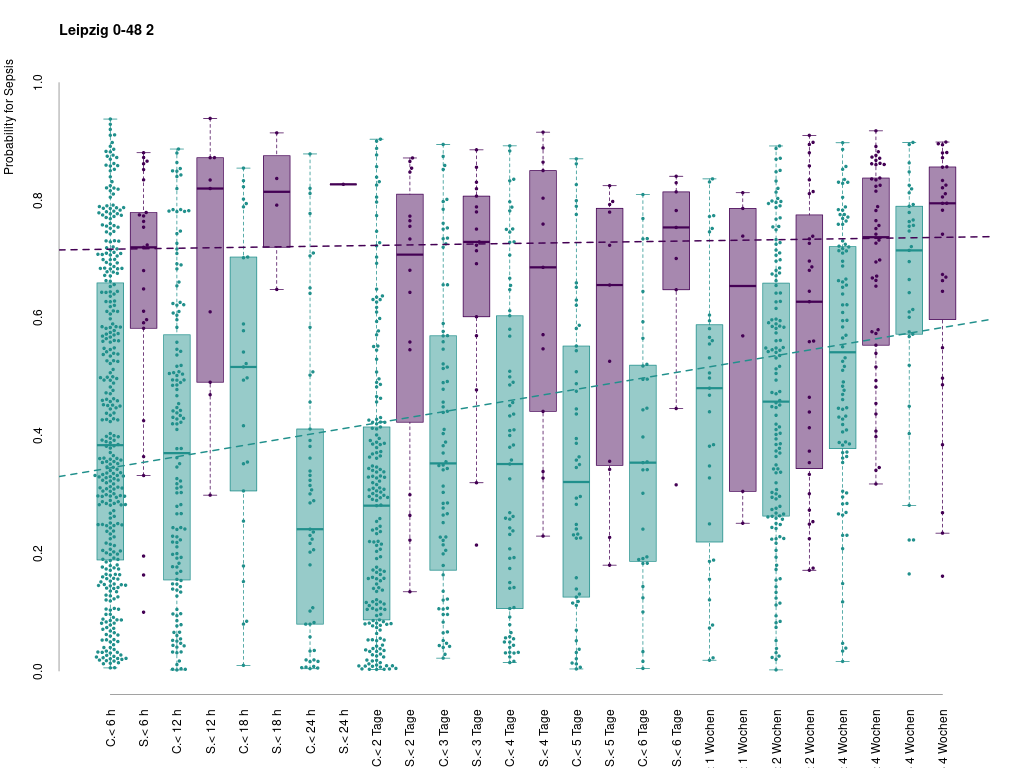 Leipzig 0-48 2
Probability for Sepsis
1.0
0.8
0.6
0.4
0.2
0.0
C.< 6 h
S.< 6 h
C.< 12 h
S.< 12 h
C.< 18 h
S.< 18 h
C.< 24 h
S.< 24 h
C.< 2 Tage
S.< 2 Tage
C.< 3 Tage
S.< 3 Tage
C.< 4 Tage
S.< 4 Tage
C.< 5 Tage
S.< 5 Tage
C.< 6 Tage
S.< 6 Tage
1 Wochen
1 Wochen
2 Wochen
2 Wochen
4 Wochen
4 Wochen
4 Wochen
4 Wochen